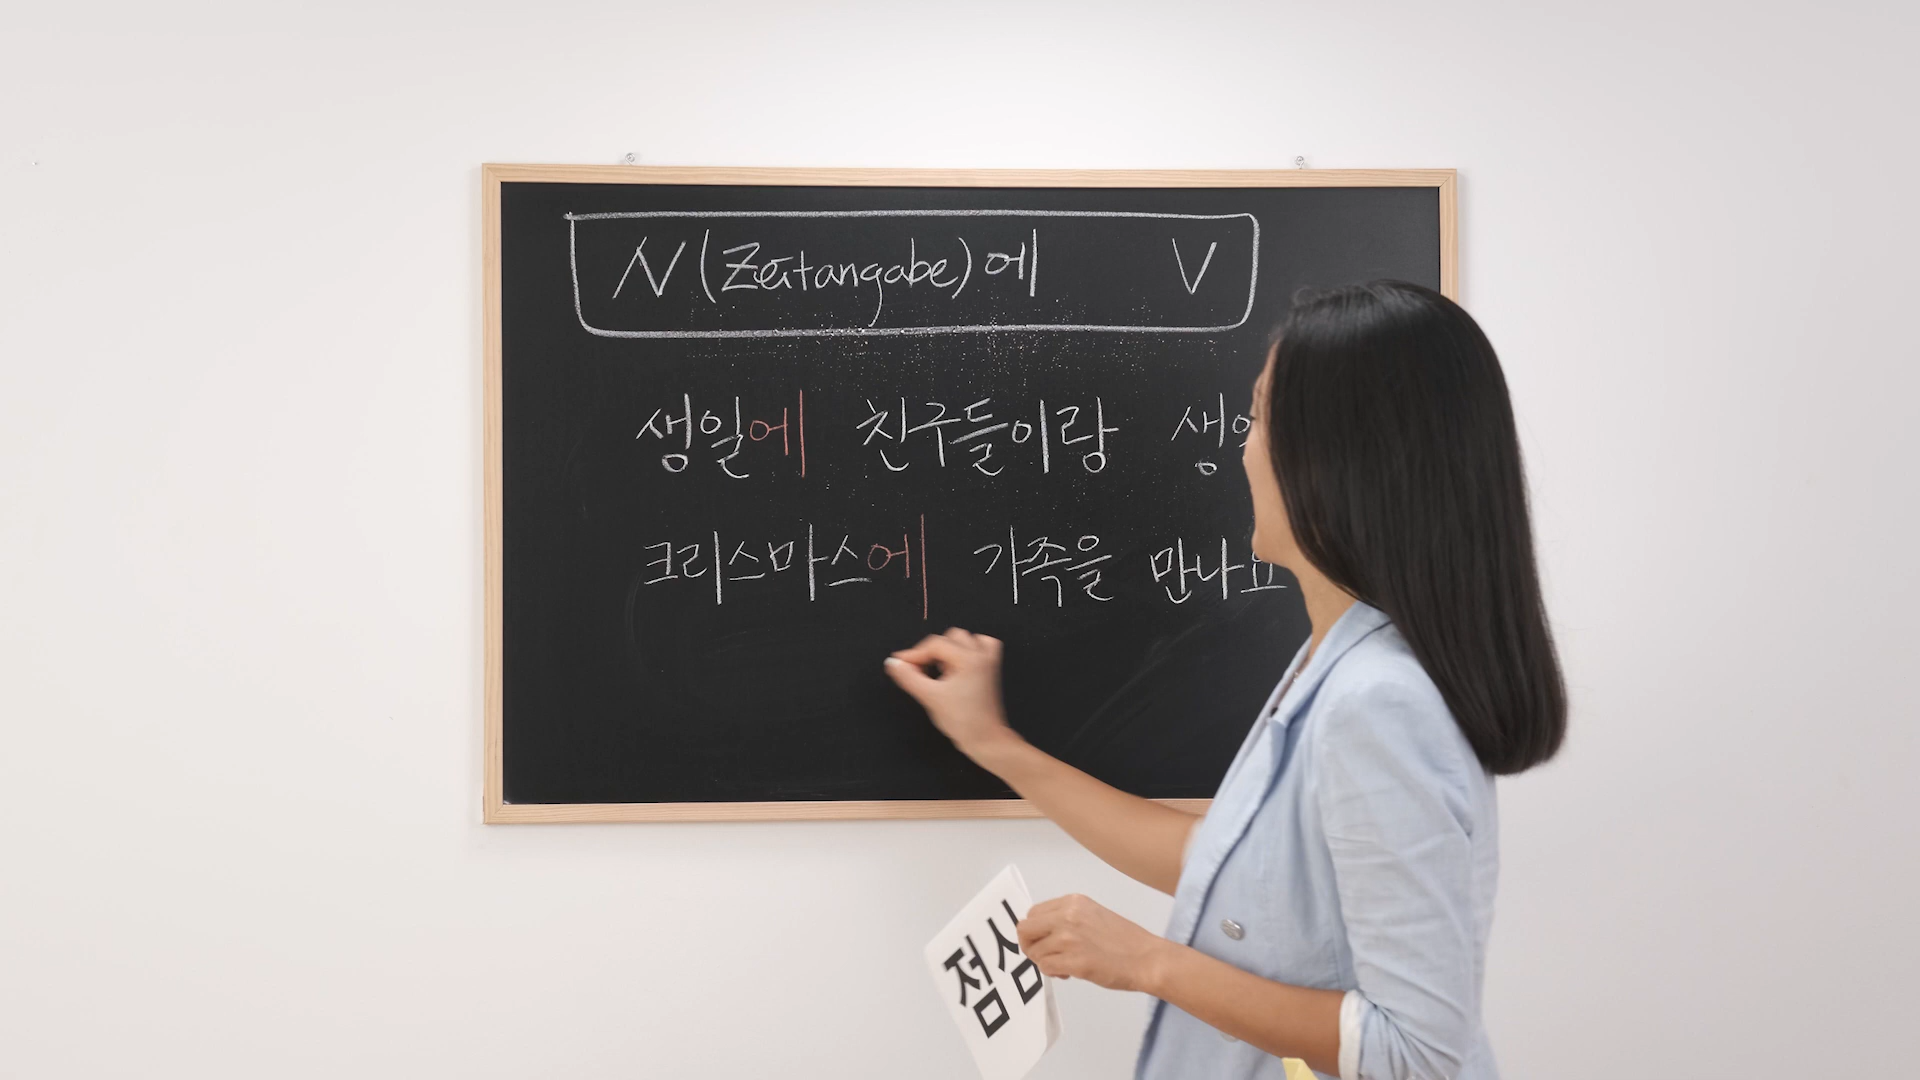 N (Zeitangabe)에 V
생일에 친구들이랑
크리스마스에 가족을 만나요
점심